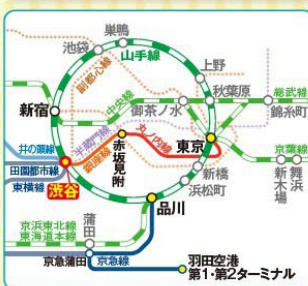 巣鴨
池袋
山手線
上野
副都心線
中央線
秋葉原
総武線
新宿
御茶ノ水
錦糸町
半蔵門線
丸ノ内線
井の頭線
銀座線
赤坂見附
東京
京葉線
田園都市線
東横線
渋谷
新橋
浜松町
新木場
舞浜
品川
京浜東北線
東海道本線
蒲田
京急蒲田
京急線
羽田空港
第1・第2ターミナル